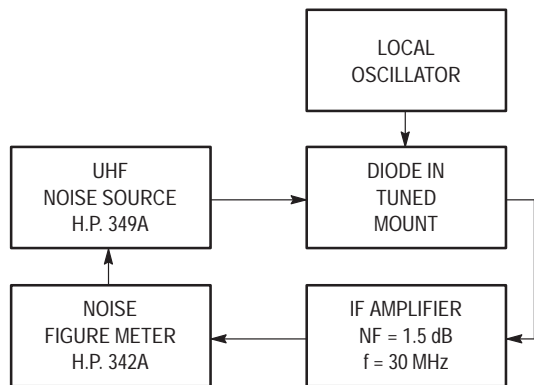 LOCAL
OSCILLATOR
UHF
NOISE SOURCE
H.P. 349A
DIODE IN
TUNED
MOUNT
NOISE
FIGURE METER
H.P. 342A
IF AMPLIFIER
NF = 1.5 dB
f = 30 MHz